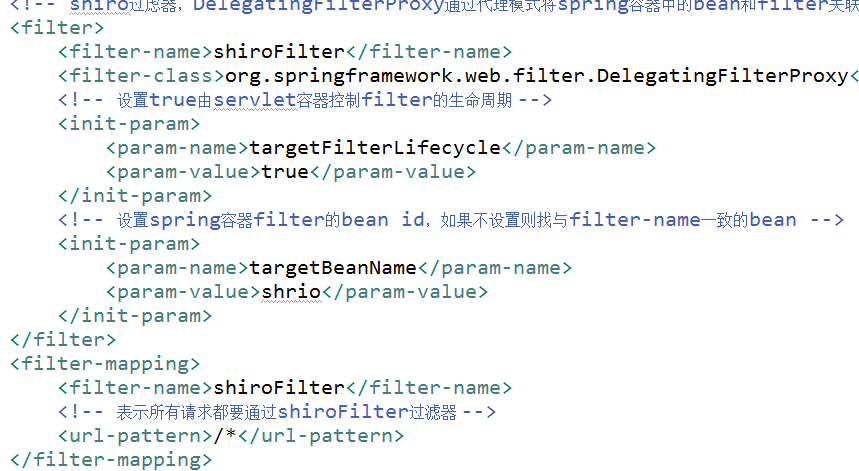 <!-- shiro过滤器，DelegatingFilterProxy通过代理模式将spring容器中的bean和filter关联
<filter>
<filter-name>shiroFilter</filter-name>
<filter-class>org.springframework.web.filter.DelegatingFilterProxy<
<!-- 设置true由servlet容器控制filter的生命周期 -->
<init-param>
<param-name>targetFilterLifecycle</param-name>
<param-value>true</param-value>
</init-param>
<!-- 设置spring容器filter的bean id，如果不设置则找与filter-name一致的bean -->
<init-param>
<param-name>targetBeanName</param-name>
<param-value>shrio</param-value>
</init-param>
</filter>
<filter-mapping>
<filter-name>shiroFilter</filter-name>
<!-- 表示所有请求都要通过shiroFilter过滤器 -->
<url-pattern>/*</url-pattern>
</filter-mapping>